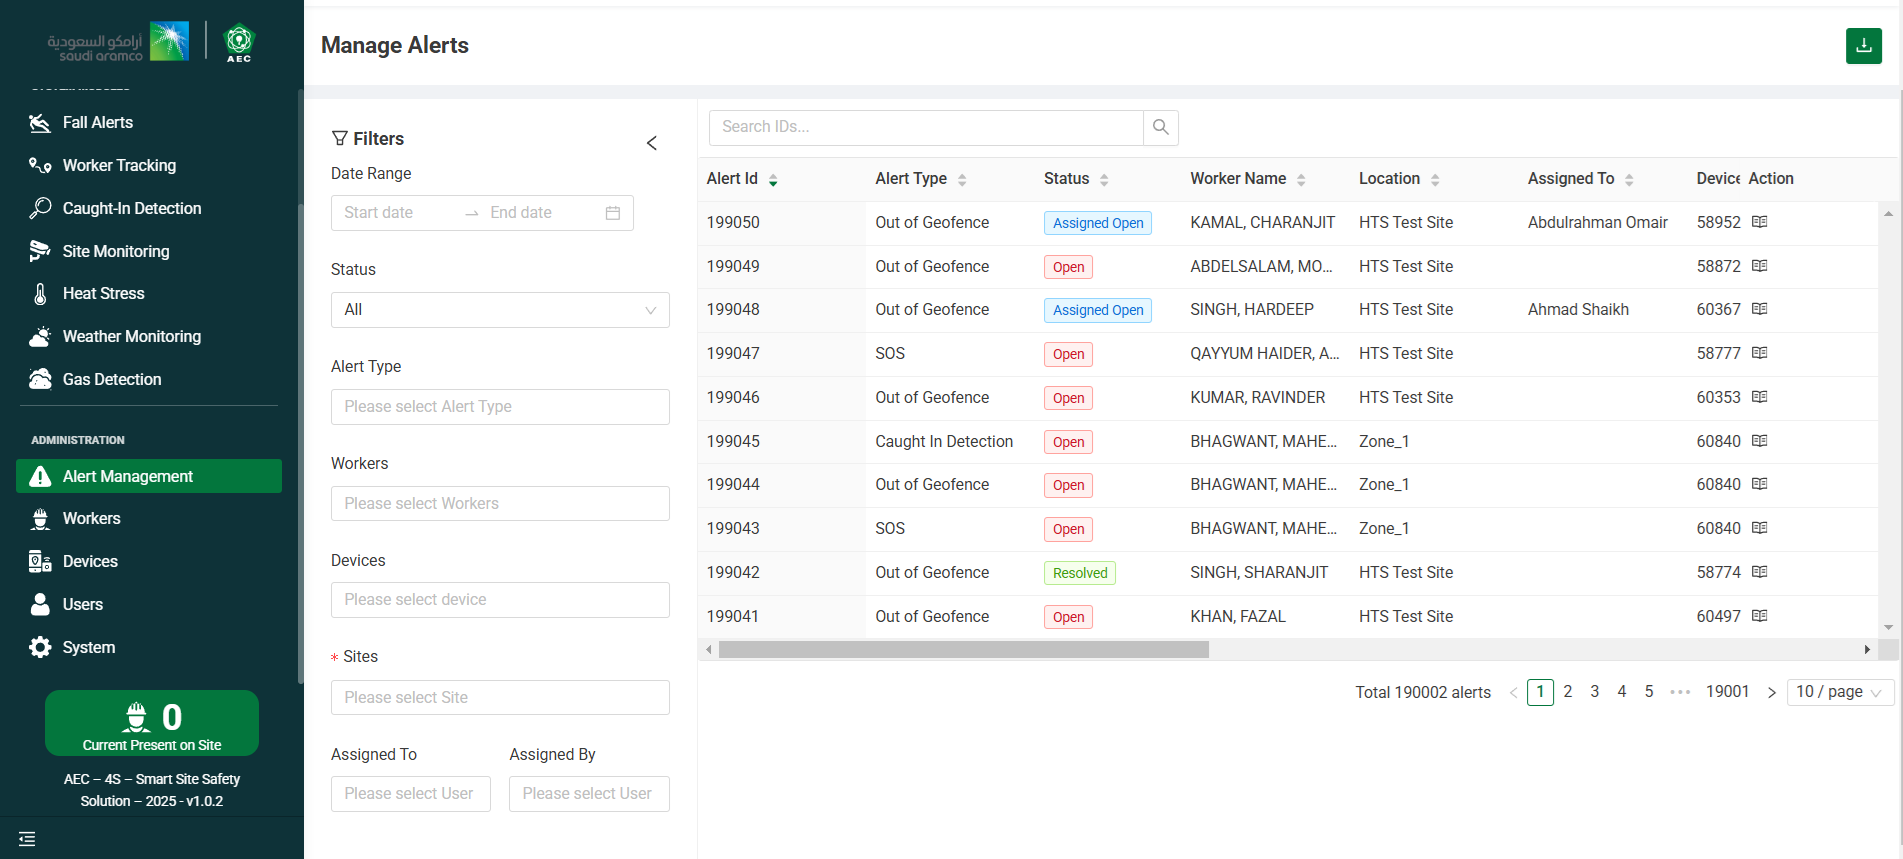 أرامكو السعودية
saudi aramco
AEC
Fall Alerts
Worker Tracking
Caught-In Detection
Site Monitoring
Heat Stress
Weather Monitoring
Gas Detection
ADMINISTRATION
Alert Management
Workers
Devices
Users
System
0
Current Present on Site
AEC – 4S – Smart Site Safety
Solution – 2025 - v1.0.2
Manage Alerts
Filters
Date Range
Start date → End date
Status
All
Alert Type
Please select Alert Type
Workers
Please select Workers
Devices
Please select device
* Sites
Please select Site
Assigned To Assigned By
Please select User Please select User
Search IDs...
Alert Id Alert Type Status Worker Name Location Assigned To Device Action
199050 Out of Geofence Assigned Open KAMAL, CHARANJIT HTS Test Site Abdulrahman Omair 58952
199049 Out of Geofence Open ABDELSALAM, MO... HTS Test Site 58872
199048 Out of Geofence Assigned Open SINGH, HARDEEP HTS Test Site Ahmad Shaikh 60367
199047 SOS Open QAYYUM HAIDER, A... HTS Test Site 58777
199046 Out of Geofence Open KUMAR, RAVINDER HTS Test Site 60353
199045 Caught In Detection Open BHAGWANT, MAHE... Zone_1 60840
199044 Out of Geofence Open BHAGWANT, MAHE... Zone_1 60840
199043 SOS Open BHAGWANT, MAHE... Zone_1 60840
199042 Out of Geofence Resolved SINGH, SHARANJIT HTS Test Site 58774
199041 Out of Geofence Open KHAN, FAZAL HTS Test Site 60497
Total 190002 alerts < 1 2 3 4 5 ••• 19001 > 10 / page